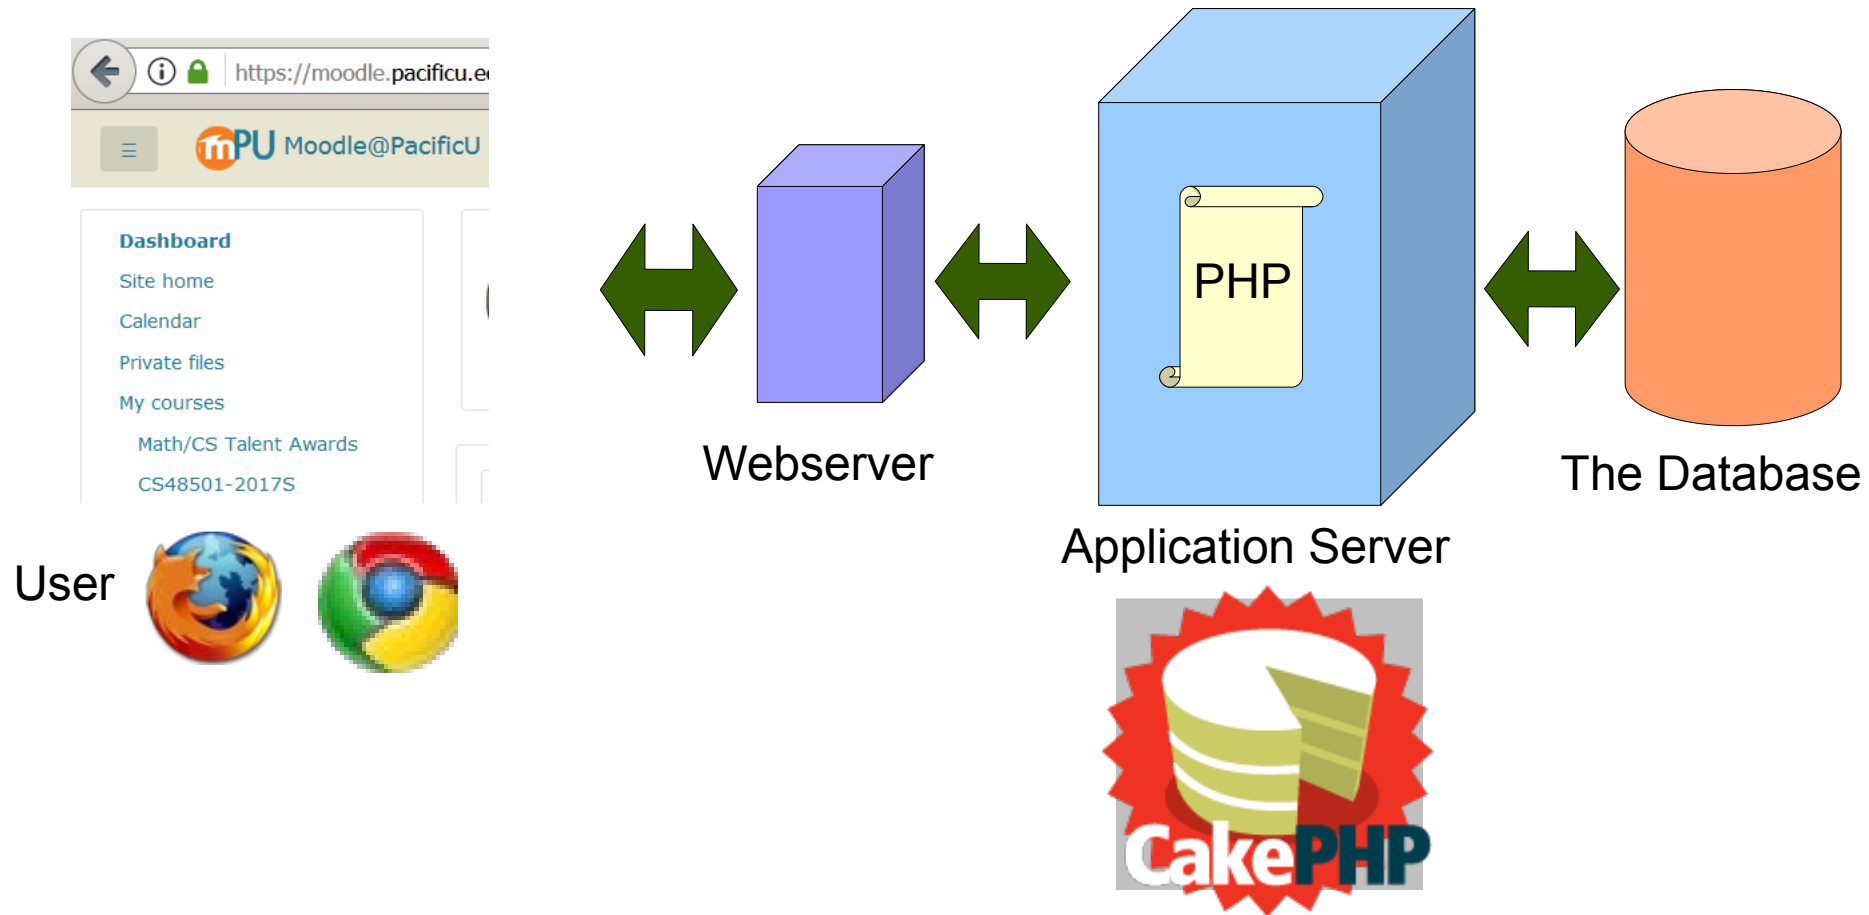 https://moodle.pacificu.e
☰
mPU Moodle@PacificU
Dashboard
Site home
Calendar
Private files
My courses
Math/CS Talent Awards
CS48501-2017S
User
Webserver
PHP
Application Server
CakePHP
The Database